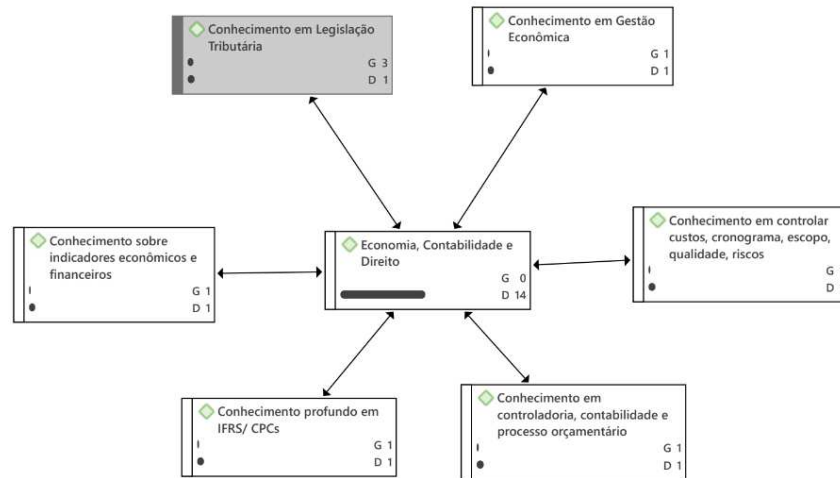 Conhecimento em Legislação
Tributária
G 3
D 1
Conhecimento em Gestão
Econômica
G 1
D 1
Conhecimento sobre
indicadores econômicos e
financeiros
G 1
D 1
Economia, Contabilidade e
Direito
G 0
D 14
Conhecimento em controlar
custos, cronograma, escopo,
qualidade, riscos
G
D
Conhecimento profundo em
IFRS/ CPCs
G 1
D 1
Conhecimento em
controladoria, contabilidade e
processo orçamentário
G 1
D 1